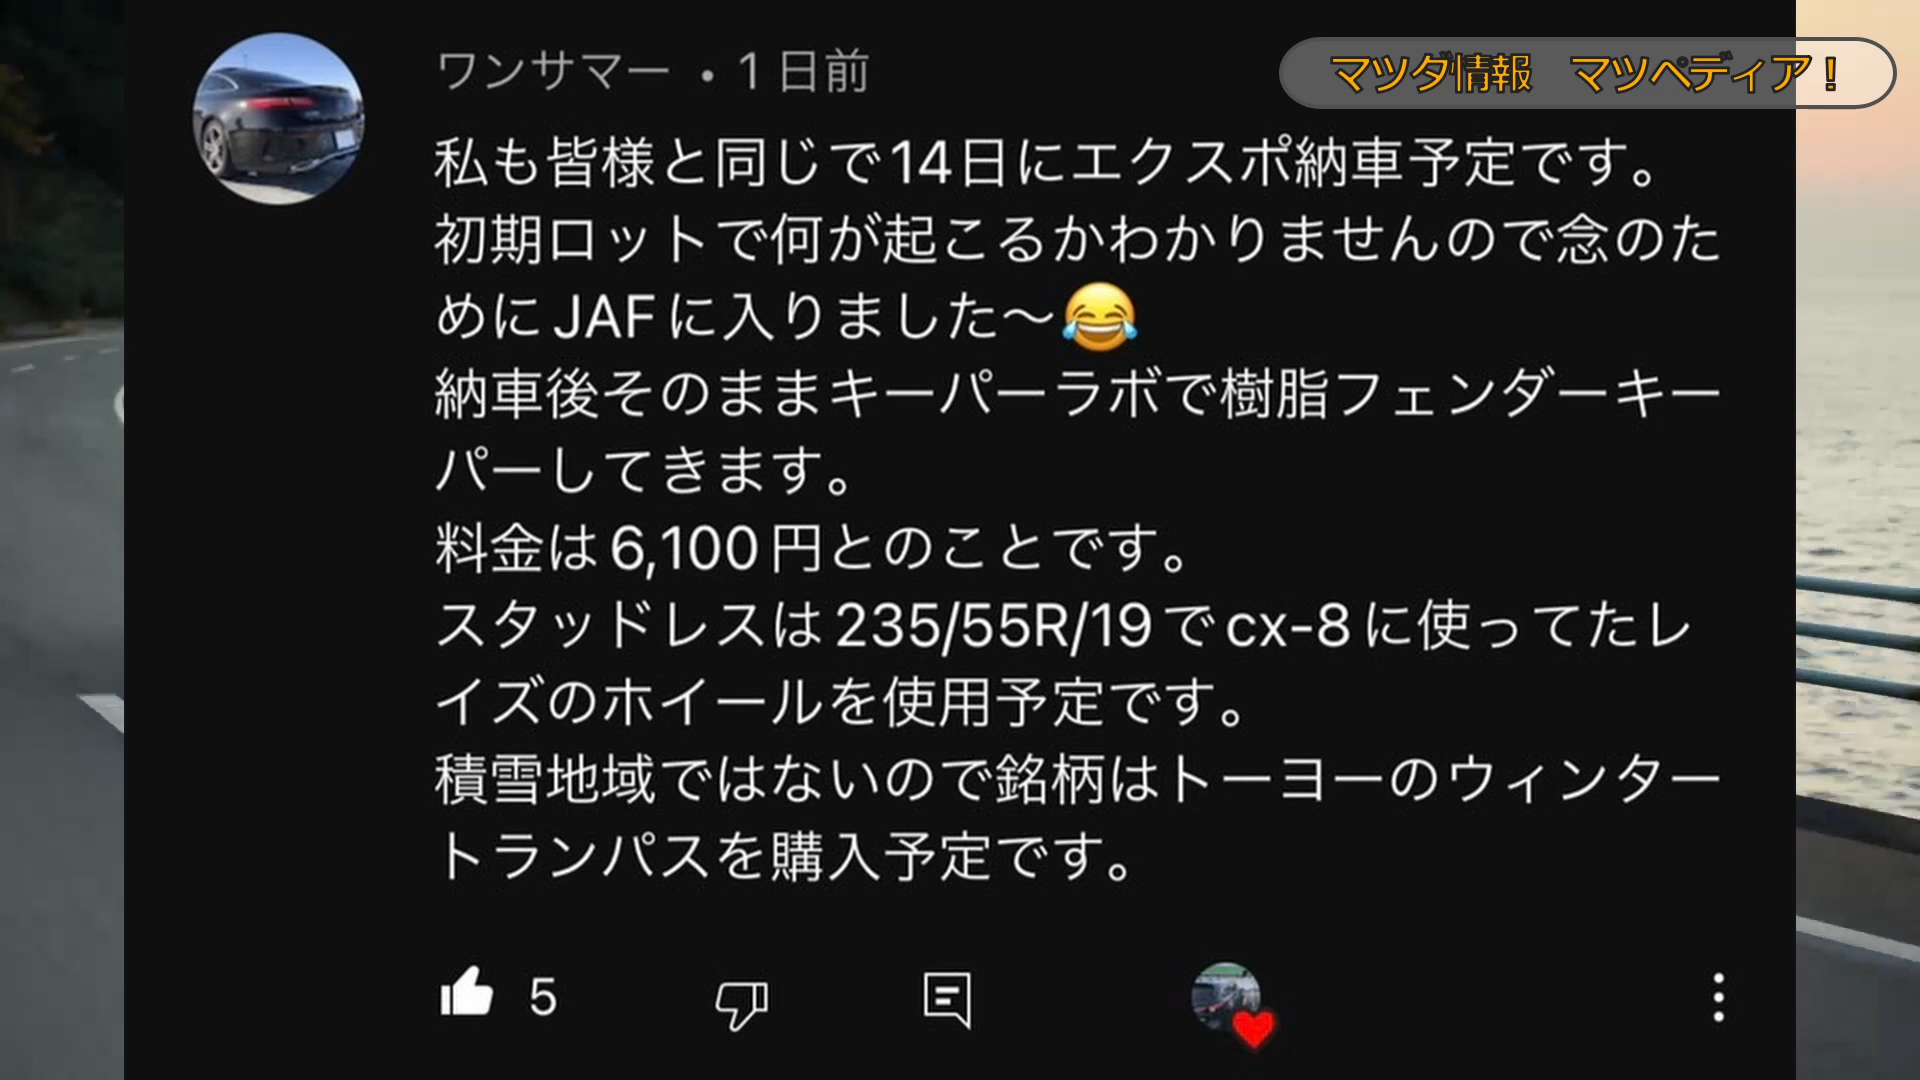 マツダ情報　マツペディア！
ワンサマー・1日前
私も皆様と同じで14日にエクスポ納車予定です。
初期ロットで何が起こるかわかりませんので念のた
めにJAFに入りました〜😂
納車後そのままキーパーラボで樹脂フェンダーキー
パーしてきます。
料金は6,100円とのことです。
スタッドレスは235/55R/19でcx-8に使ってたレ
イズのホイールを使用予定です。
積雪地域ではないので銘柄はトーヨーのウィンター
トランパスを購入予定です。
5